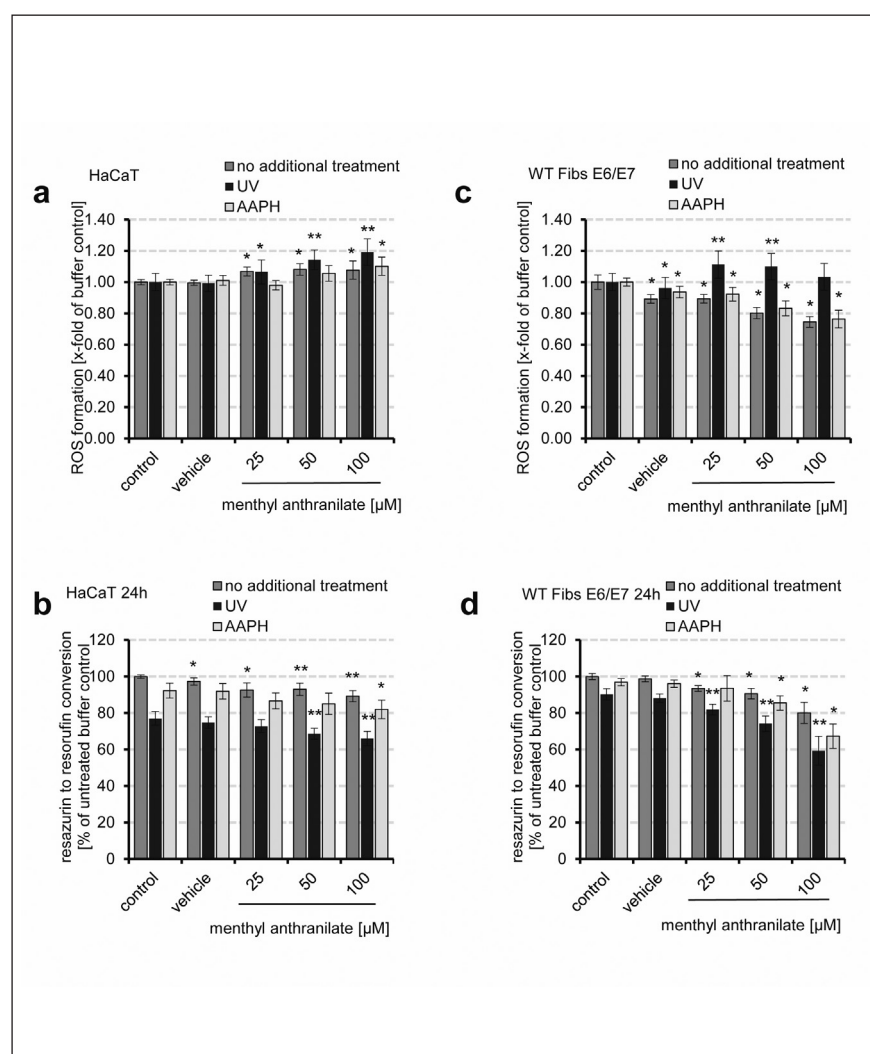 a
HaCaT
no additional treatment
UV
AAPH
ROS formation [x-fold of buffer control]
1.40
1.20
1.00
0.80
0.60
0.40
0.20
0.00
* * ** * ** *
*
control
vehicle
25
50
100
menthyl anthranilate [µM]
c
WT Fibs E6/E7
no additional treatment
UV
AAPH
ROS formation [x-fold of buffer control]
1.40
1.20
1.00
0.80
0.60
0.40
0.20
0.00
** **
* * * * * * * * *
control
vehicle
25
50
100
menthyl anthranilate [µM]
b
HaCaT 24h
no additional treatment
UV
AAPH
resazurin to resorufin conversion
[% of untreated buffer control]
120
100
80
60
40
20
0
* * ** **
*
** **
control
vehicle
25
50
100
menthyl anthranilate [µM]
d
WT Fibs E6/E7 24h
no additional treatment
UV
AAPH
resazurin to resorufin conversion
[% of untreated buffer control]
120
100
80
60
40
20
0
* * *
** ** * *
**
control
vehicle
25
50
100
menthyl anthranilate [µM]